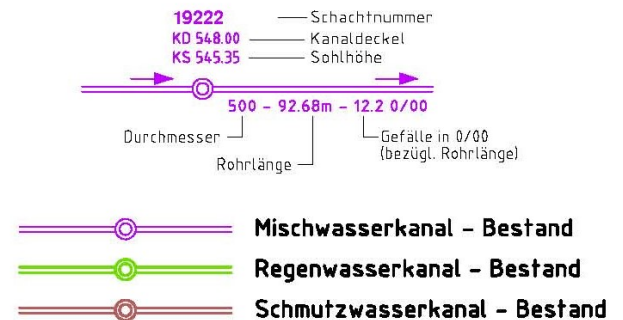 19222 Schachtnummer
KD 548.00 Kanaldeckel
KS 545.35 Sohlhöhe
500 - 92.68m - 12.2 0/00
Durchmesser
Gefälle in 0/00
(bezügl. Rohrlänge)
Rohrlänge
Mischwasserkanal - Bestand
Regenwasserkanal - Bestand
Schmutzwasserkanal - Bestand